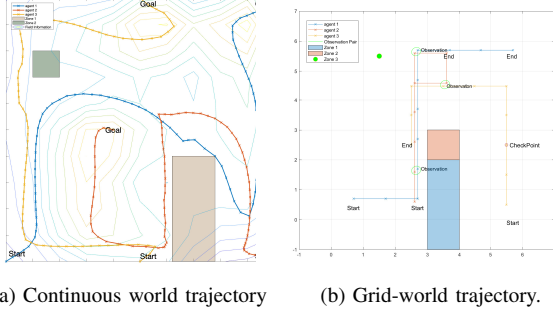 Goal
agent 1
agent 2
agent 3
Zone 1
Zone 2
Field Information
Goal
Start
Start
a) Continuous world trajectory
7
6
5
4
3
2
1
0
-1
-1
0
1
2
3
4
5
6
agent 1
agent 2
agent 3
Observation Pair
Zone 1
Zone 2
Zone 3
Observation
End
End
Observation
End
CheckPoint
Observation
Start
Start
Start
(b) Grid-world trajectory.